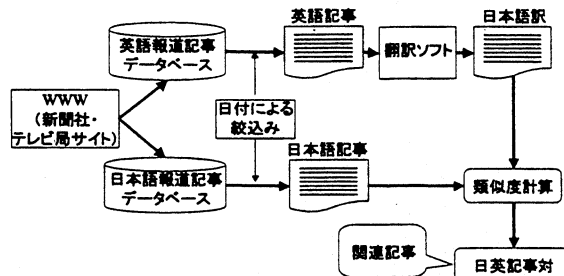 英語報道記事
データベース
英語記事
翻訳ソフト
日本語訳
WWW
(新聞社・
テレビ局サイト)
日付による
絞込み
日本語報道記事
データベース
日本語記事
類似度計算
関連記事
日英記事対